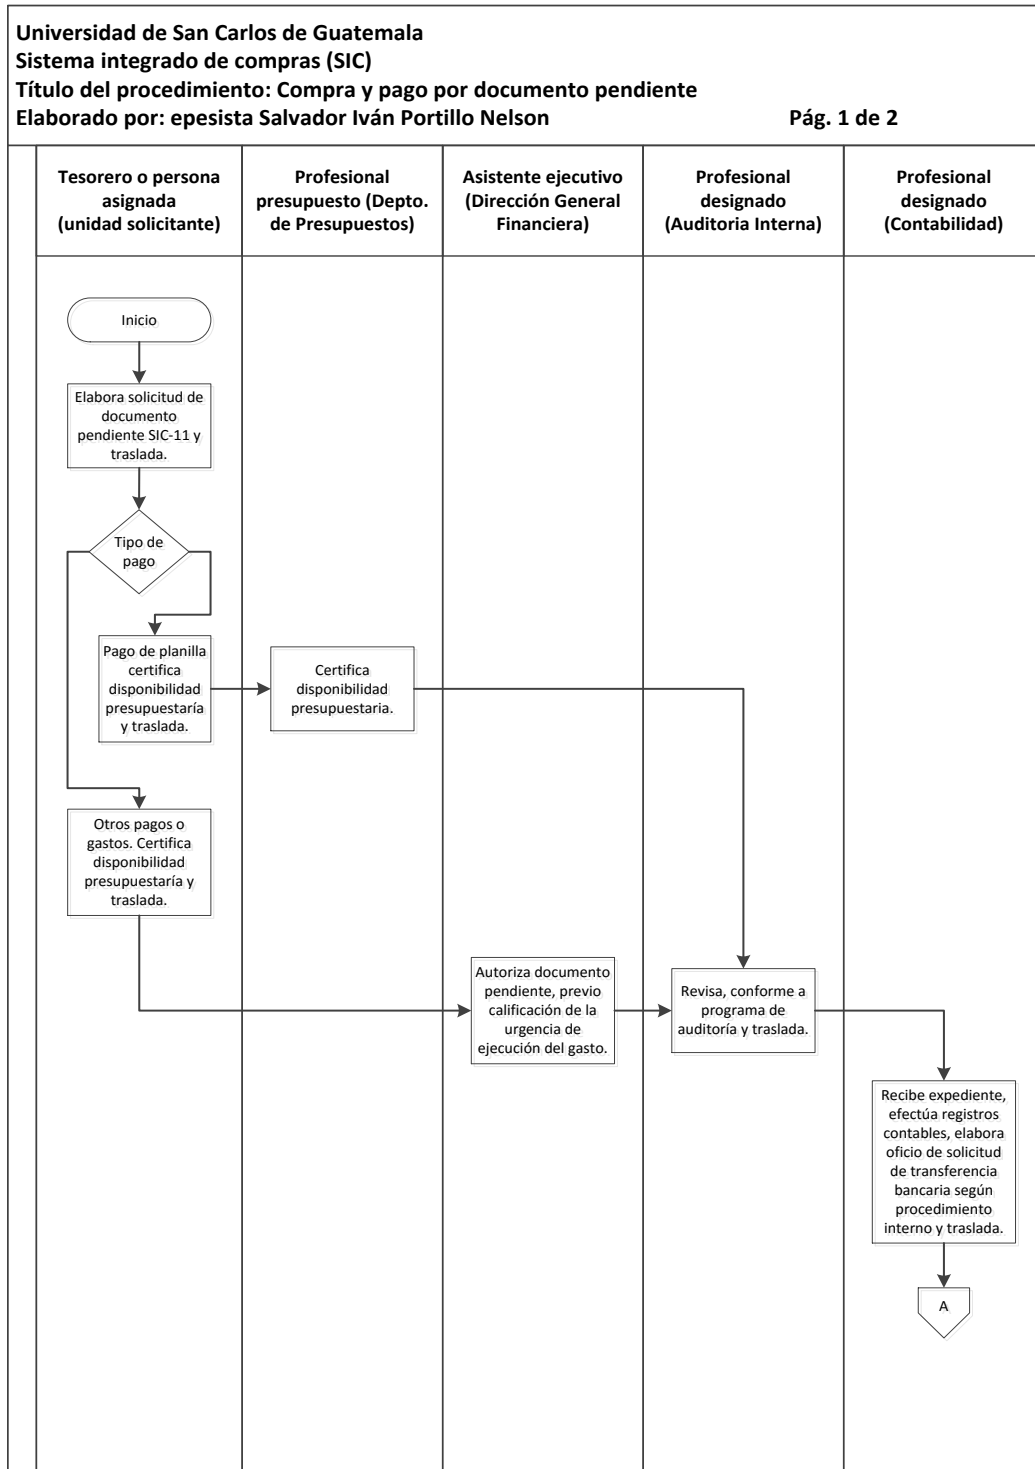 Universidad de San Carlos de Guatemala
Sistema integrado de compras (SIC)
Título del procedimiento: Compra y pago por documento pendiente
Elaborado por: epesista Salvador Iván Portillo Nelson Pág. 1 de 2
Tesorero o persona
asignada
(unidad solicitante)
Profesional
presupuesto (Depto.
de Presupuestos)
Asistente ejecutivo
(Dirección General
Financiera)
Profesional
designado
(Auditoria Interna)
Profesional
designado
(Contabilidad)
Inicio
Elabora solicitud de
documento
pendiente SIC-11 y
traslada.
Tipo de
pago
Pago de planilla
certifica
disponibilidad
presupuestaría
y traslada.
Certifica
disponibilidad
presupuestaria.
Otros pagos o
gastos. Certifica
disponibilidad
presupuestaría y
traslada.
Autoriza documento
pendiente, previo
calificación de la
urgencia de
ejecución del gasto.
Revisa, conforme a
programa de
auditoría y traslada.
Recibe expediente,
efectúa registros
contables, elabora
oficio de solicitud
de transferencia
bancaria según
procedimiento
interno y traslada.
A